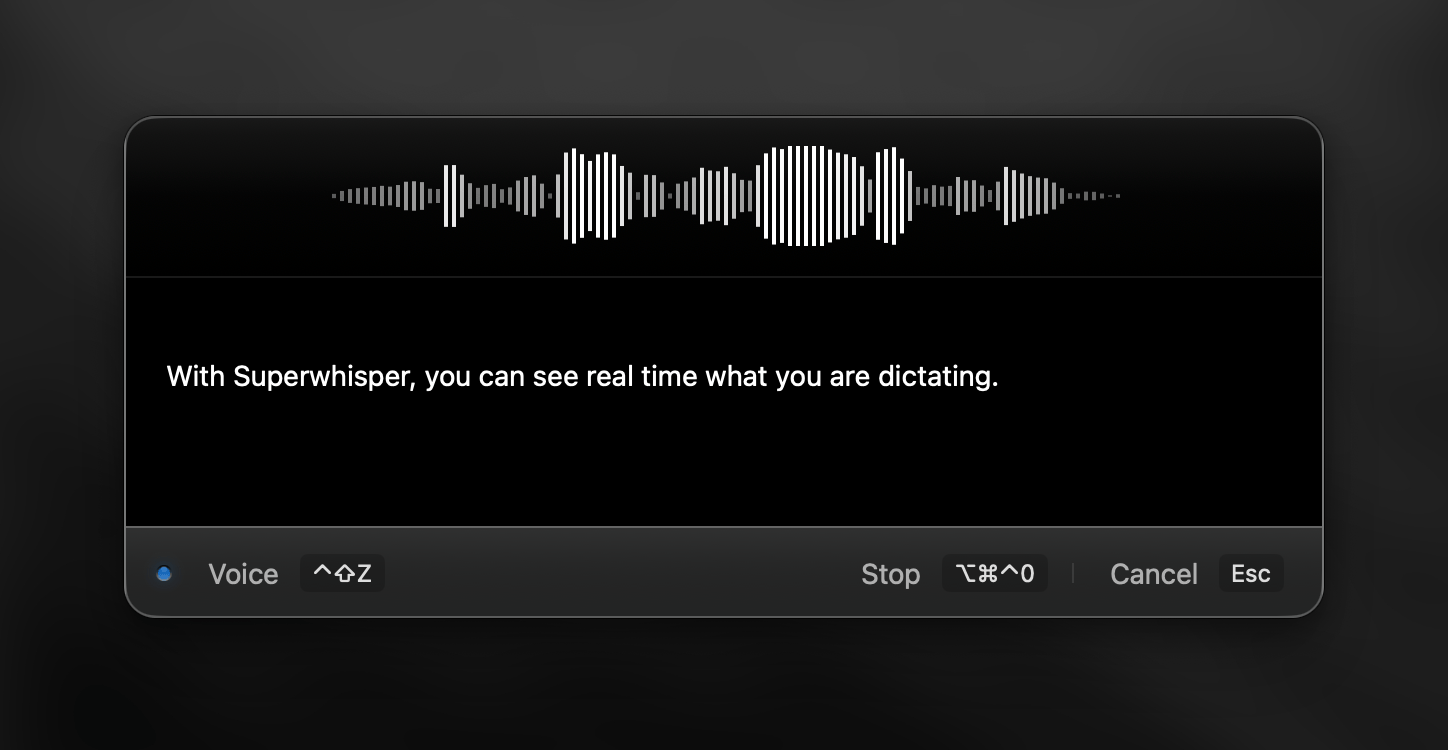 With Superwhisper, you can see real time what you are dictating.
Voice ^⇧Z Stop ⌥⌘^0 Cancel Esc